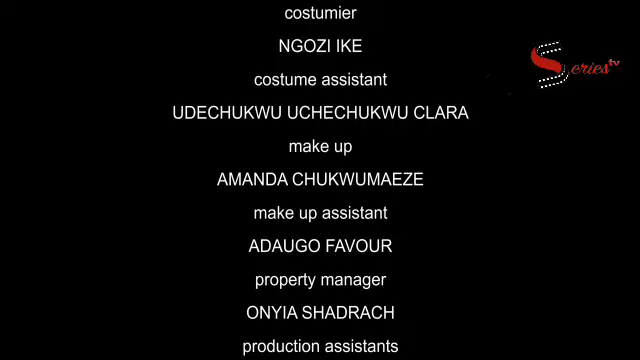 costumier
NGOZI IKE
Series tv
costume assistant
UDECHUKWU UCHECHUKWU CLARA
make up
AMANDA CHUKWUMAEZE
make up assistant
ADAUGO FAVOUR
property manager
ONYIA SHADRACH
production assistants